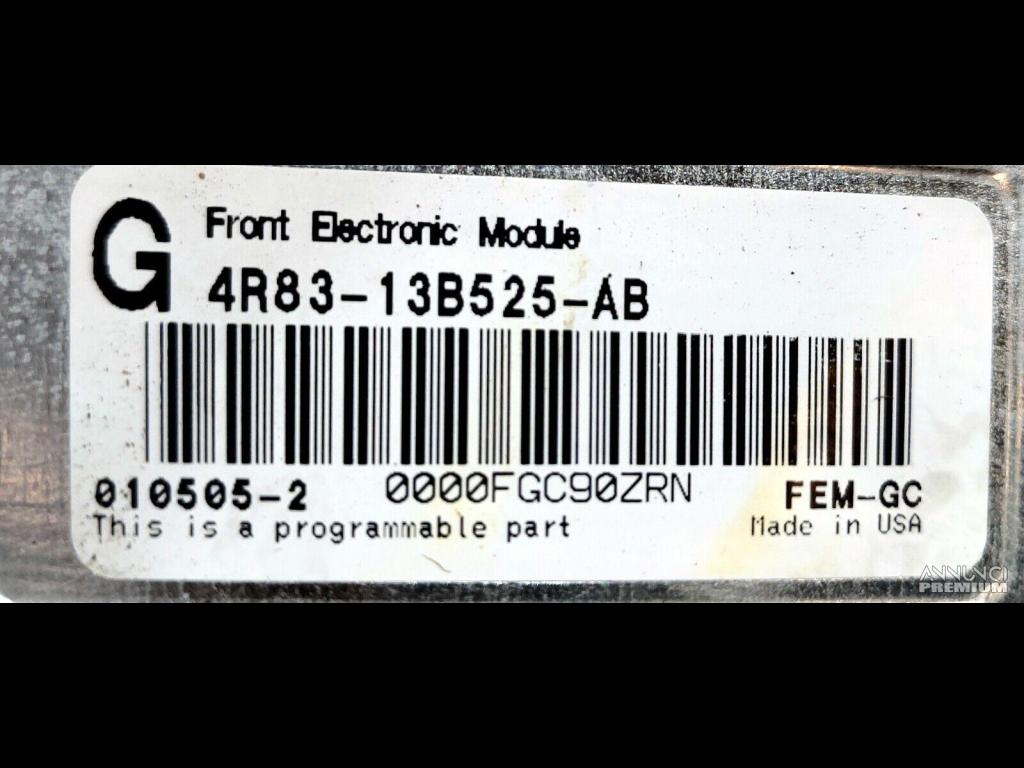 G
Front Electronic Module
4R83-13B525-AB
010505-2
0000FGC90ZRN
FEM-GC
This is a programmable part
Made in USA
ANNUNCI
PREMIUM